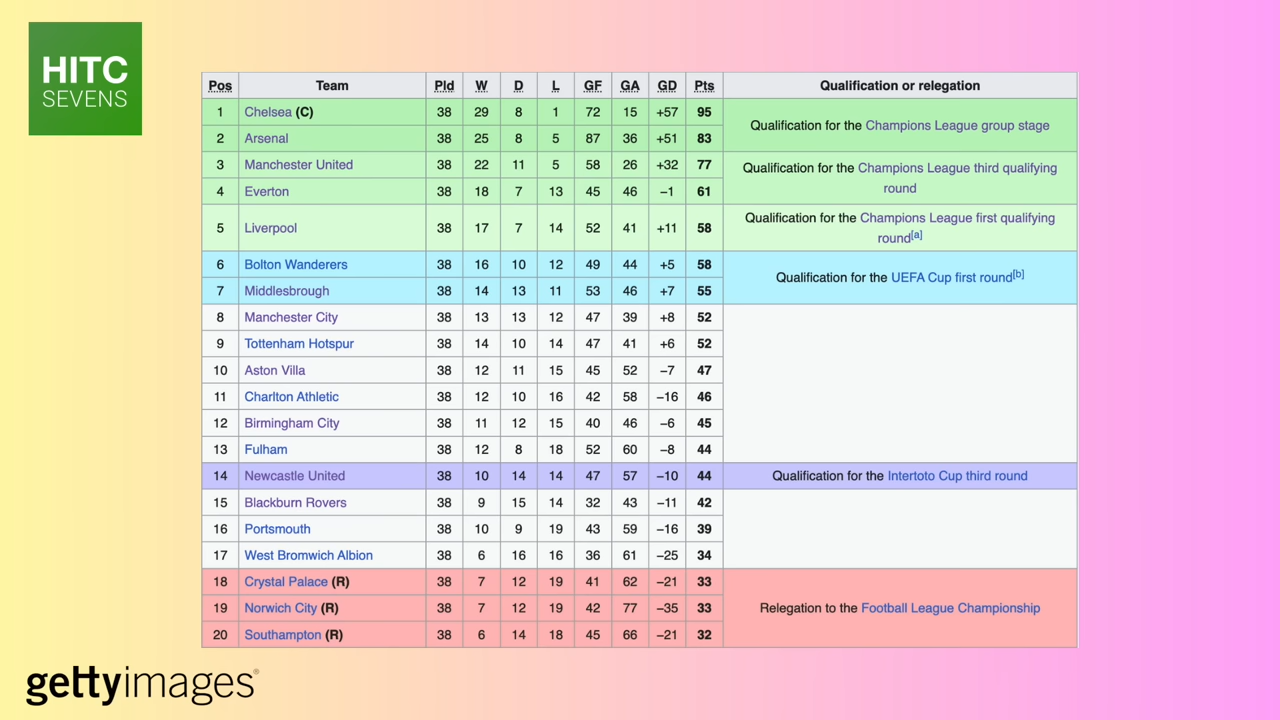 HITC
SEVENS
Pos Team Pld W D L GF GA GD Pts Qualification or relegation
1 Chelsea (C) 38 29 8 1 72 15 +57 95 Qualification for the Champions League group stage
2 Arsenal 38 25 8 5 87 36 +51 83
3 Manchester United 38 22 11 5 58 26 +32 77 Qualification for the Champions League third qualifying
round
4 Everton 38 18 7 13 45 46 −1 61
5 Liverpool 38 17 7 14 52 41 +11 58 Qualification for the Champions League first qualifying
round[a]
6 Bolton Wanderers 38 16 10 12 49 44 +5 58 Qualification for the UEFA Cup first round[b]
7 Middlesbrough 38 14 13 11 53 46 +7 55
8 Manchester City 38 13 13 12 47 39 +8 52
9 Tottenham Hotspur 38 14 10 14 47 41 +6 52
10 Aston Villa 38 12 11 15 45 52 −7 47
11 Charlton Athletic 38 12 10 16 42 58 −16 46
12 Birmingham City 38 11 12 15 40 46 −6 45
13 Fulham 38 12 8 18 52 60 −8 44
14 Newcastle United 38 10 14 14 47 57 −10 44 Qualification for the Intertoto Cup third round
15 Blackburn Rovers 38 9 15 14 32 43 −11 42
16 Portsmouth 38 10 9 19 43 59 −16 39
17 West Bromwich Albion 38 6 16 16 36 61 −25 34
18 Crystal Palace (R) 38 7 12 19 41 62 −21 33
19 Norwich City (R) 38 7 12 19 42 77 −35 33 Relegation to the Football League Championship
20 Southampton (R) 38 6 14 18 45 66 −21 32
gettyimages®